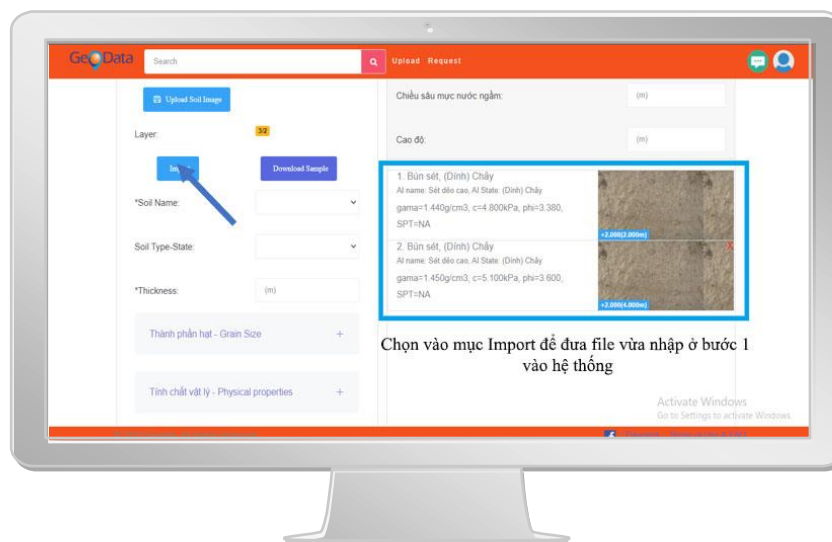 GeoData
Search
Upload Request
Upload Soil Image
Layer:
3/2
Download Sample
*Soil Name:
Soil Type-State:
*Thickness:
(m)
Thành phần hạt - Grain Size
+
Tính chất vật lý - Physical properties
+
Chiều sâu mực nước ngầm:
(m)
Cao độ:
(m)
1. Bùn sét, (Dính) Chảy
AI name: Sét dẻo cao, AI State: (Dính) Chảy
gama=1.440g/cm3, c=4.800kPa, phi=3.380,
SPT=NA
+2.000(2.000m)
2. Bùn sét, (Dính) Chảy
AI name: Sét dẻo cao, AI State: (Dính) Chảy
gama=1.450g/cm3, c=5.100kPa, phi=3.600,
SPT=NA
X
+2.000(4.000m)
Chọn vào mục Import để đưa file vừa nhập ở bước 1
vào hệ thống
Activate Windows
Go to Settings to activate Windows.